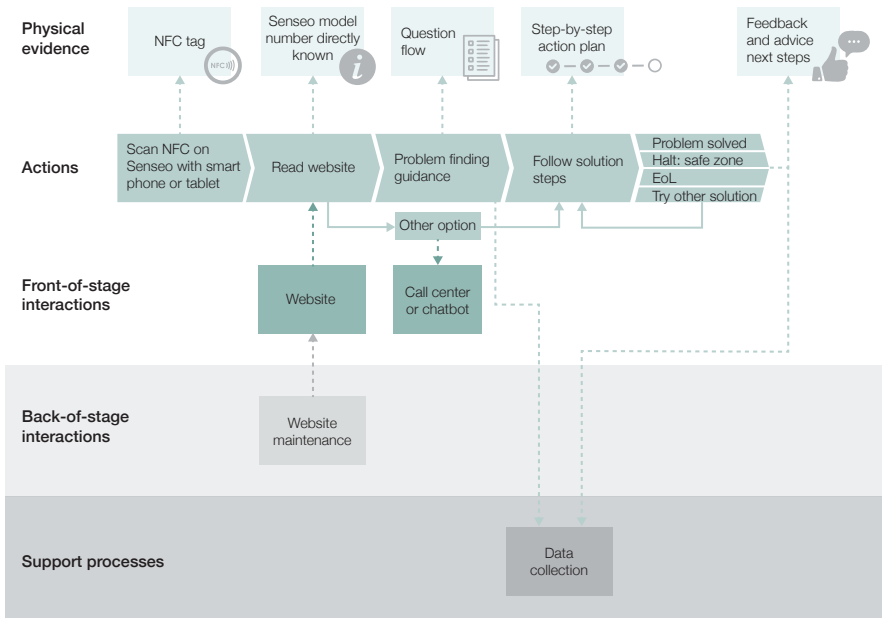 Physical
evidence
NFC tag
NFC
Senseo model
number directly
known
i
Question
flow
Step-by-step
action plan
Feedback
and advice
next steps
Actions
Scan NFC on
Senseo with smart
phone or tablet
Read website
Problem finding
guidance
Follow solution
steps
Problem solved
Halt: safe zone
EoL
Try other solution
Other option
Front-of-stage
interactions
Website
Call center
or chatbot
Back-of-stage
interactions
Website
maintenance
Support processes
Data
collection